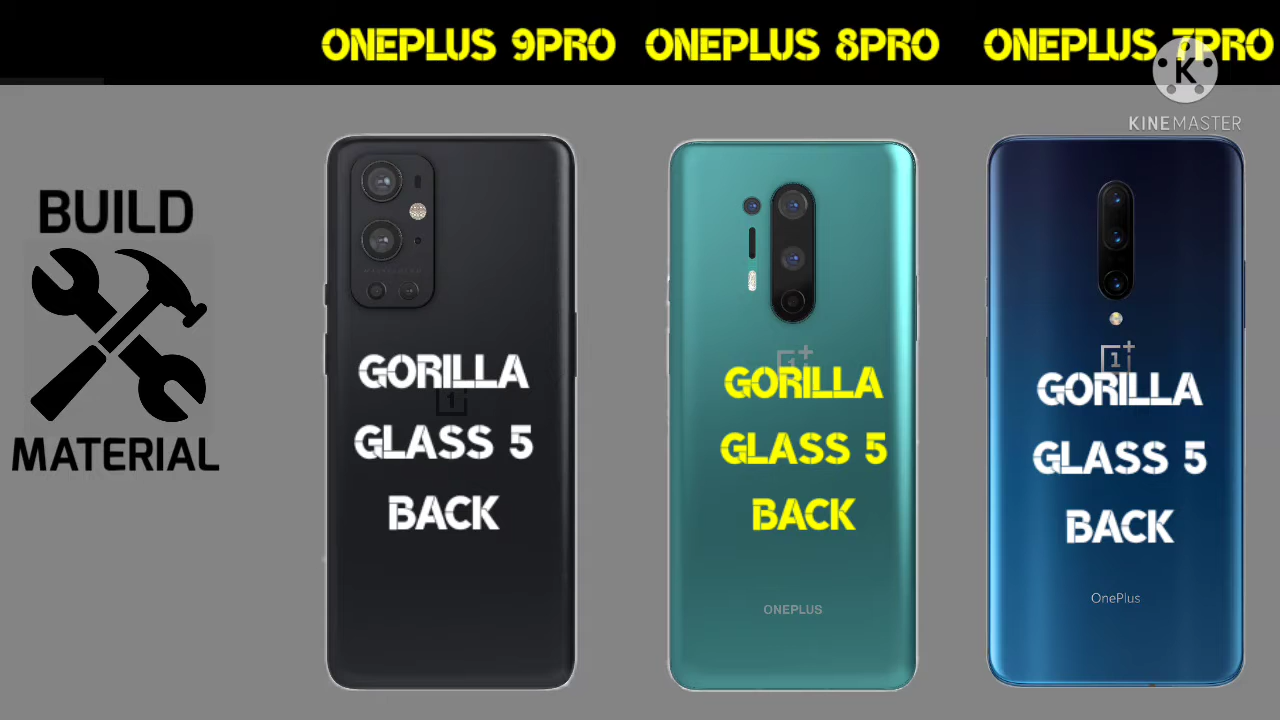 ONEPLUS 9PRO ONEPLUS 8PRO ONEPLUS 7PRO
K
KINEMASTER
BUILD
MATERIAL
GORILLA
GLASS 5
BACK
GORILLA
GLASS 5
BACK
ONEPLUS
1+
GORILLA
GLASS 5
BACK
OnePlus